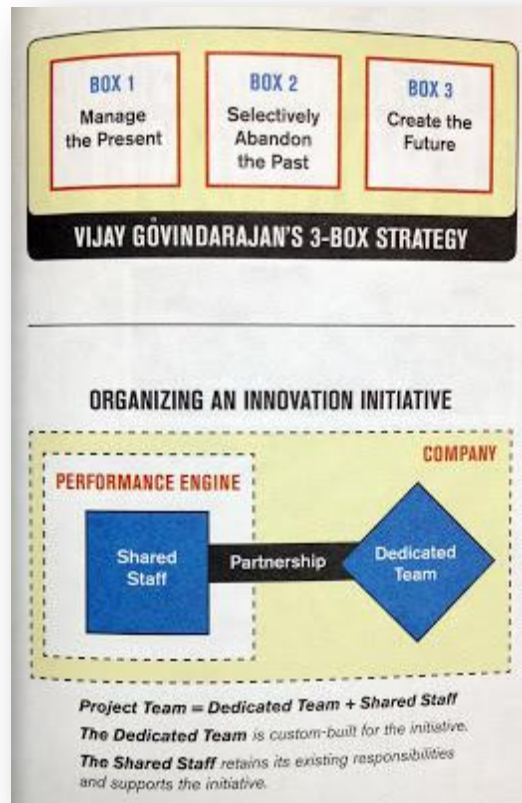 BOX 1
Manage
the Present
BOX 2
Selectively
Abandon
the Past
BOX 3
Create the
Future
VIJAY GOVINDARAJAN'S 3-BOX STRATEGY
ORGANIZING AN INNOVATION INITIATIVE
COMPANY
PERFORMANCE ENGINE
Shared
Staff
Partnership
Dedicated
Team
Project Team = Dedicated Team + Shared Staff
The Dedicated Team is custom-built for the initiative.
The Shared Staff retains its existing responsibilities
and supports the initiative.